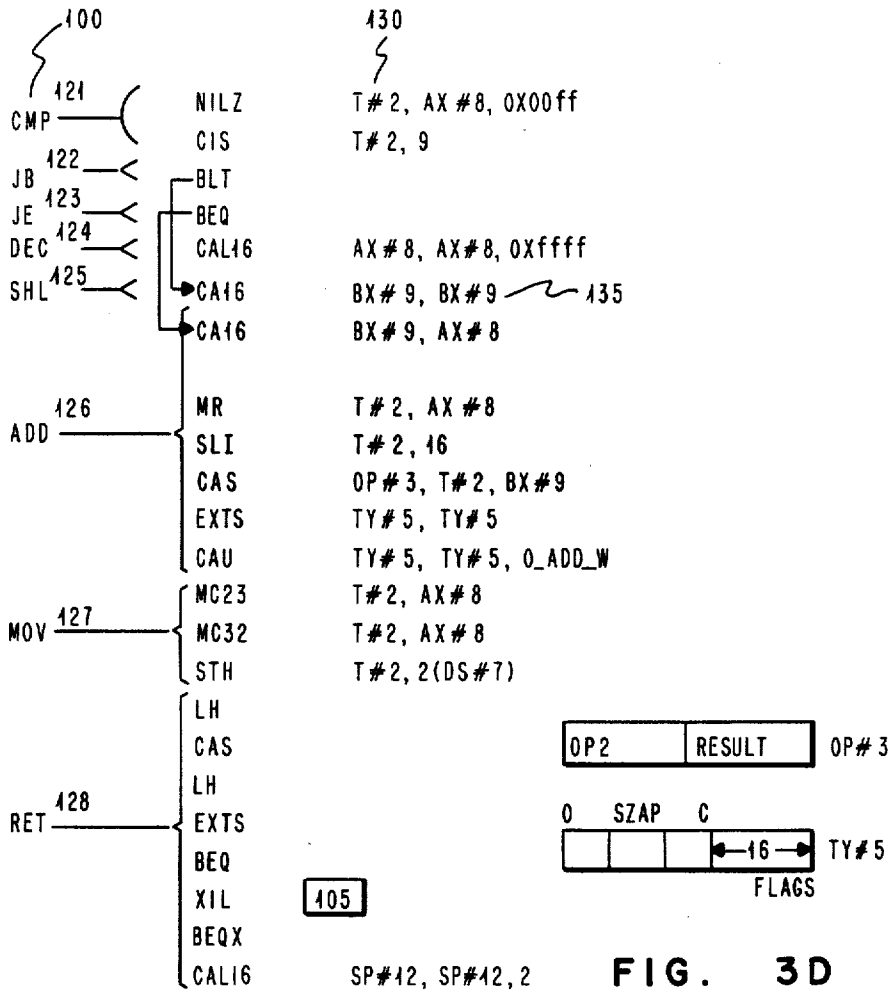 100 130
121
CMP NILZ T#2, AX#8, 0X00ff
CIS T#2, 9
JB 122 BLT
JE 123 BEQ
DEC 124 CAL16 AX#8, AX#8, 0Xffff
SHL 125 CA16 BX#9, BX#9 135
CA16 BX#9, AX#8
MR T#2, AX#8
ADD 126 SLI T#2, 16
CAS OP#3, T#2, BX#9
EXTS TY#5, TY#5
CAU TY#5, TY#5, O_ADD_W
MC23 T#2, AX#8
MOV 127 MC32 T#2, AX#8
STH T#2, 2(DS#7)
LH
CAS OP2 RESULT OP#3
LH
RET 128 EXTS O SZAP C
BEQ 16 TY#5
XIL 105 FLAGS
BEQX
CAL16 SP#12, SP#12, 2 FIG. 3D